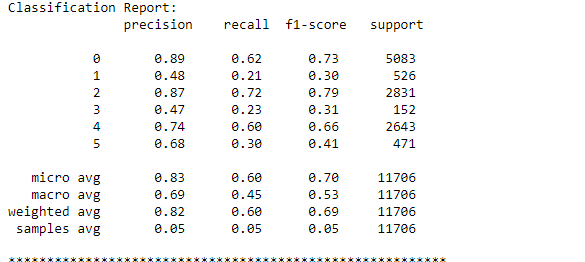 Classification Report:
precision recall f1-score support
0 0.89 0.62 0.73 5083
1 0.48 0.21 0.30 526
2 0.87 0.72 0.79 2831
3 0.47 0.23 0.31 152
4 0.74 0.60 0.66 2643
5 0.68 0.30 0.41 471
micro avg 0.83 0.60 0.70 11706
macro avg 0.69 0.45 0.53 11706
weighted avg 0.82 0.60 0.69 11706
samples avg 0.05 0.05 0.05 11706
*********************************************************